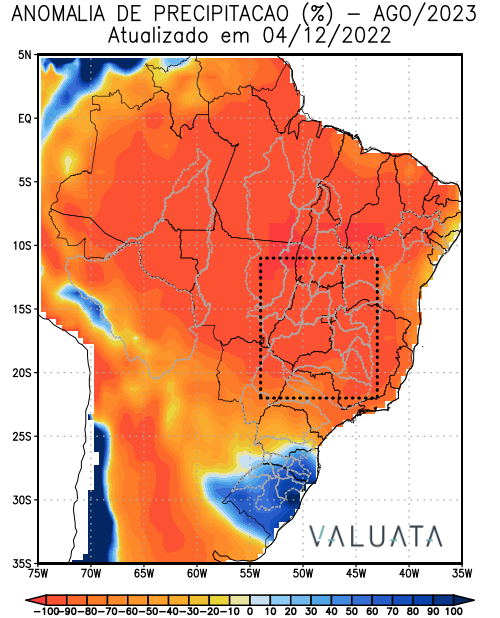 ANOMALIA DE PRECIPITACAO (%) – AGO/2023
Atualizado em 04/12/2022
5N
EQ
5S
10S
15S
20S
25S
30S
35S
VALUATA
75W 70W 65W 60W 55W 50W 45W 40W 35W
-100 -90 -80 -70 -60 -50 -40 -30 -20 -10 0 10 20 30 40 50 60 70 80 90 100